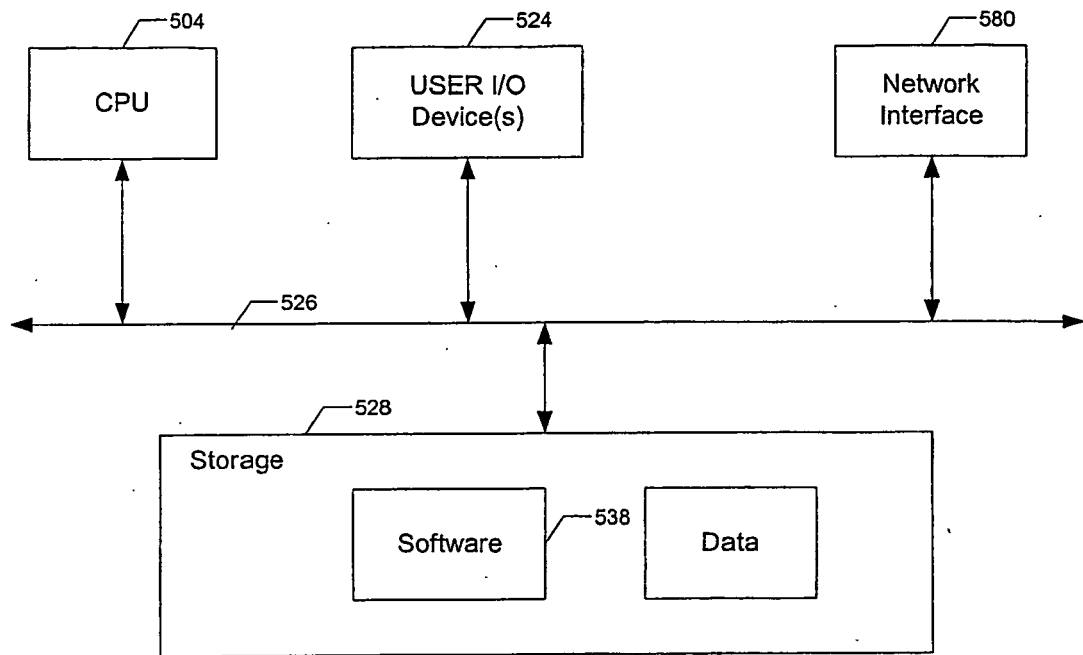 504
CPU
524
USER I/O
Device(s)
580
Network
Interface
526
528
Storage
Software
538
Data